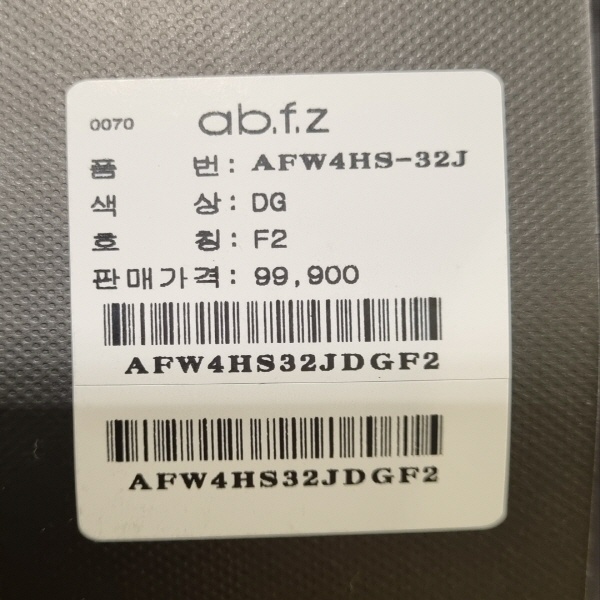 0070 ab.f.z
품 번: AFW4HS-32J
색 상: DG
호 칭: F2
판매가격: 99,900
AFW4HS32JDGF2
AFW4HS32JDGF2